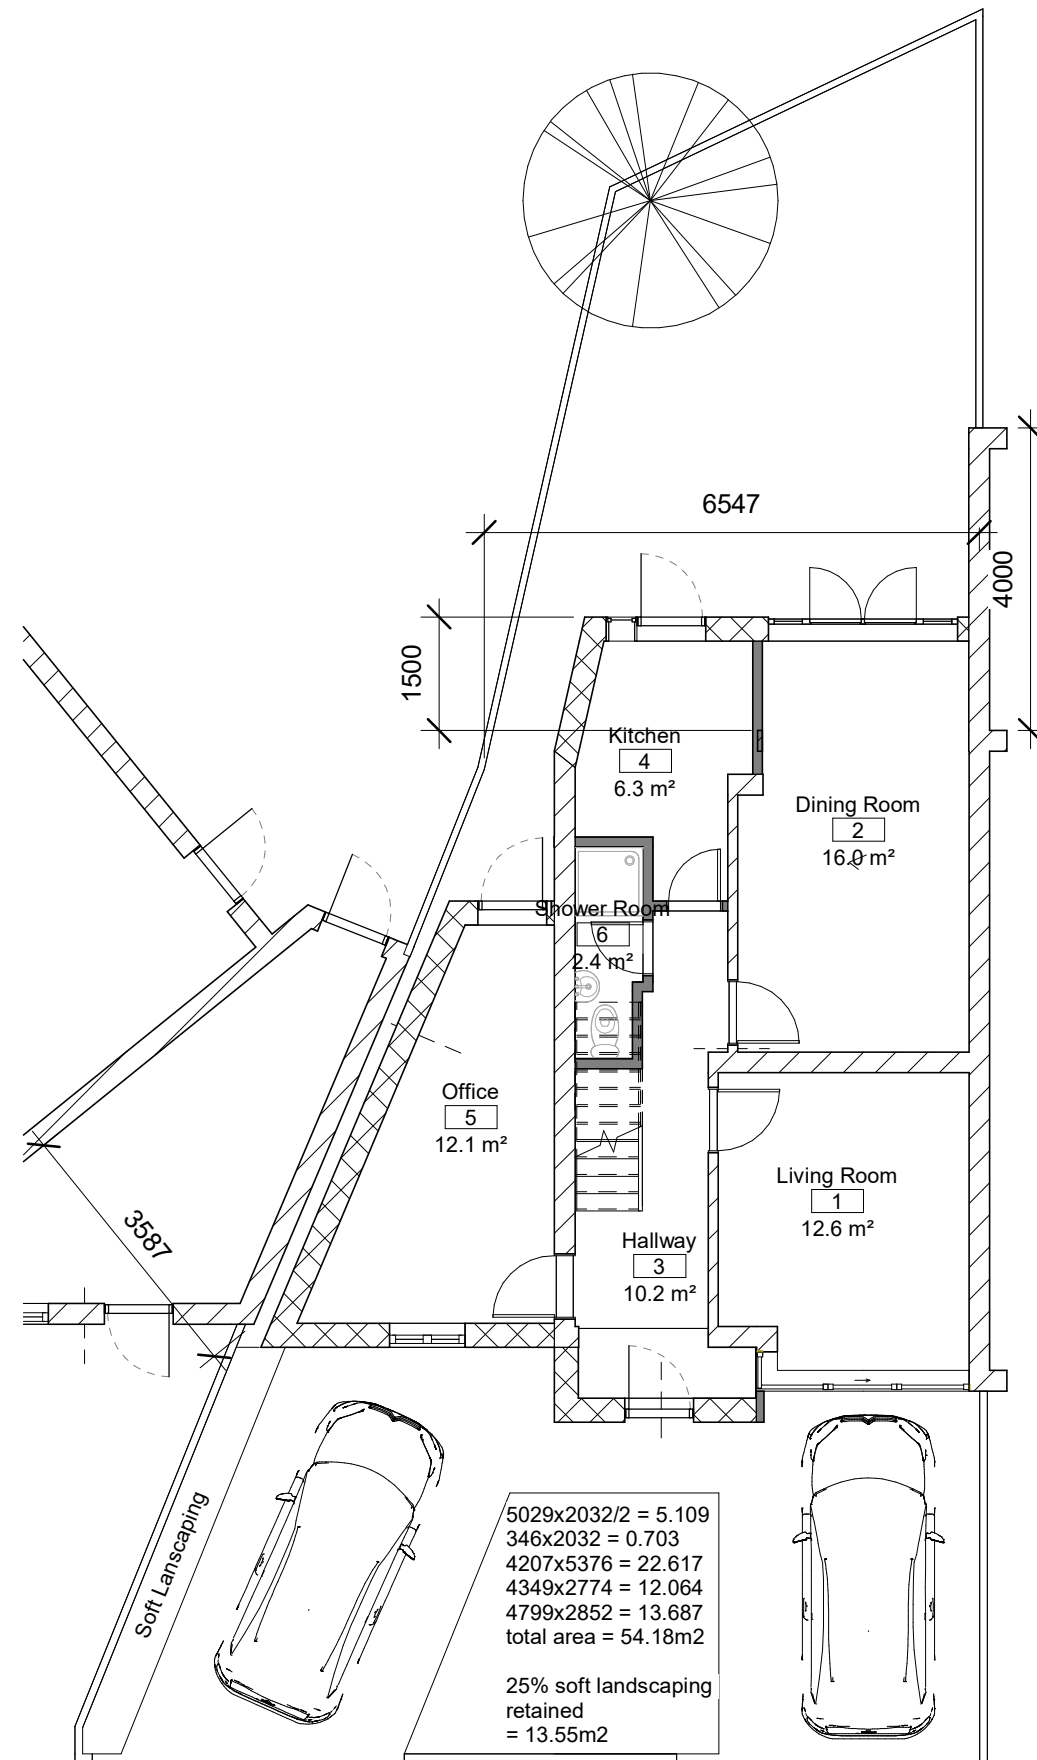 6547
4000
1500
Kitchen
4
6.3 m²
Dining Room
2
16.0 m²
Shower Room
6
2.4 m²
Office
5
12.1 m²
Living Room
1
12.6 m²
3587
Hallway
3
10.2 m²
Soft Lanscaping
5029x2032/2 = 5.109
346x2032 = 0.703
4207x5376 = 22.617
4349x2774 = 12.064
4799x2852 = 13.687
total area = 54.18m2
25% soft landscaping
retained
= 13.55m2